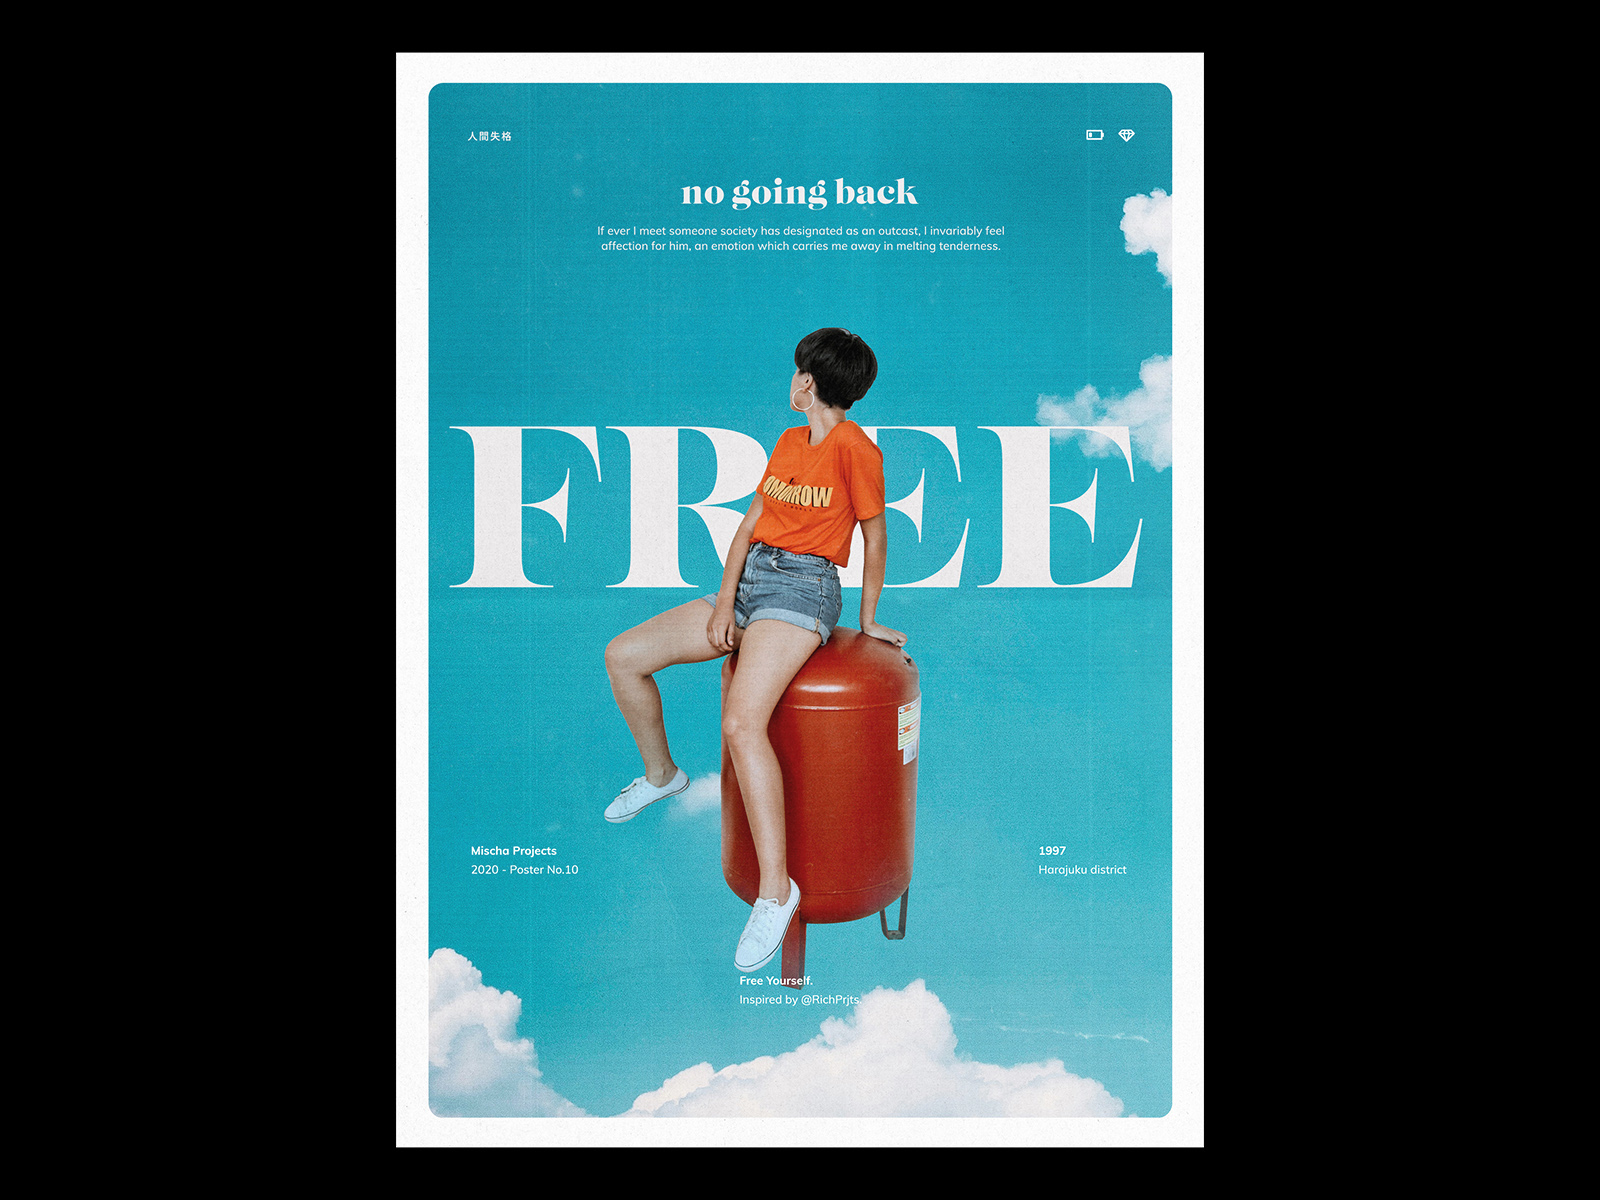 人間失格
no going back
If ever I meet someone society has designated as an outcast, I invariably feel
affection for him, an emotion which carries me away in melting tenderness.
FREE
OMORROW
Mischa Projects
2020 - Poster No.10
1997
Harajuku district
Free Yourself.
Inspired by @RichPrjts.